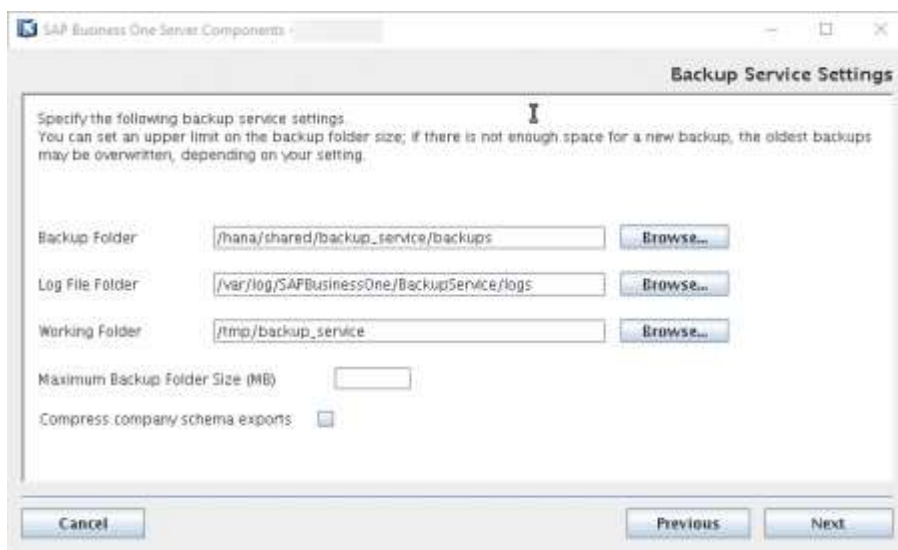 SAP Business One Server Components -
Backup Service Settings
Specify the following backup service settings.
You can set an upper limit on the backup folder size; if there is not enough space for a new backup, the oldest backups
may be overwritten, depending on your setting.
Backup Folder /hana/shared/backup_service/backups Browse...
Log File Folder /var/log/SAPBusinessOne/BackupService/logs Browse...
Working Folder /tmp/backup_service Browse...
Maximum Backup Folder Size (MB)
Compress company schema exports
Cancel Previous Next